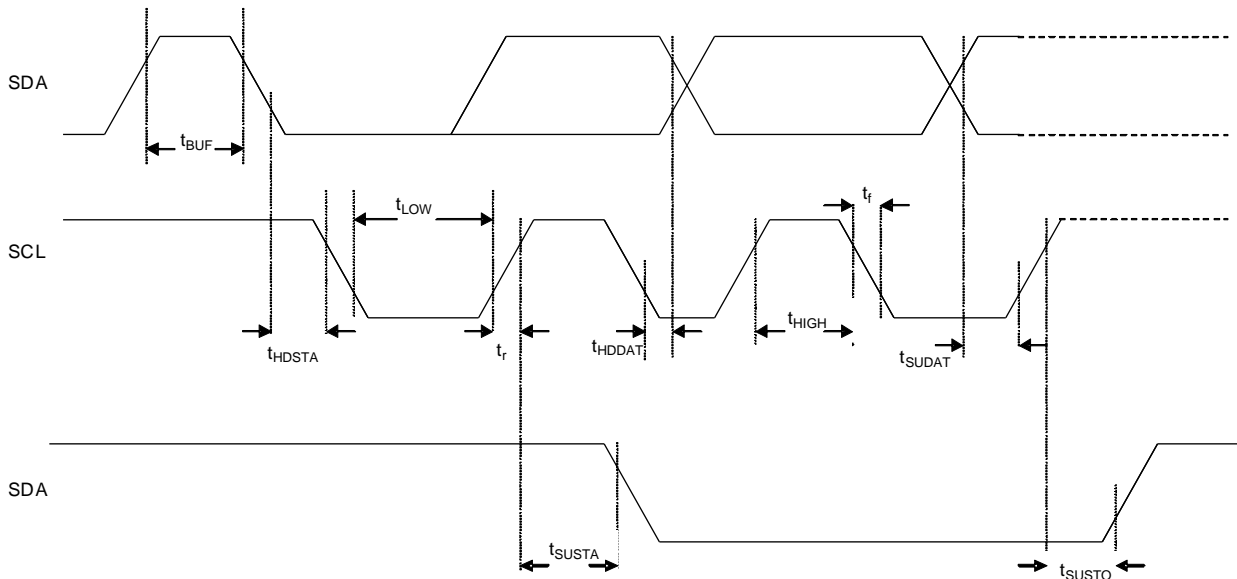 SDA
tBUF
tLOW
tf
SCL
tHDSTA
tr
tHDDAT
tHIGH
tSUDAT
SDA
tSUSTA
tSUSTO